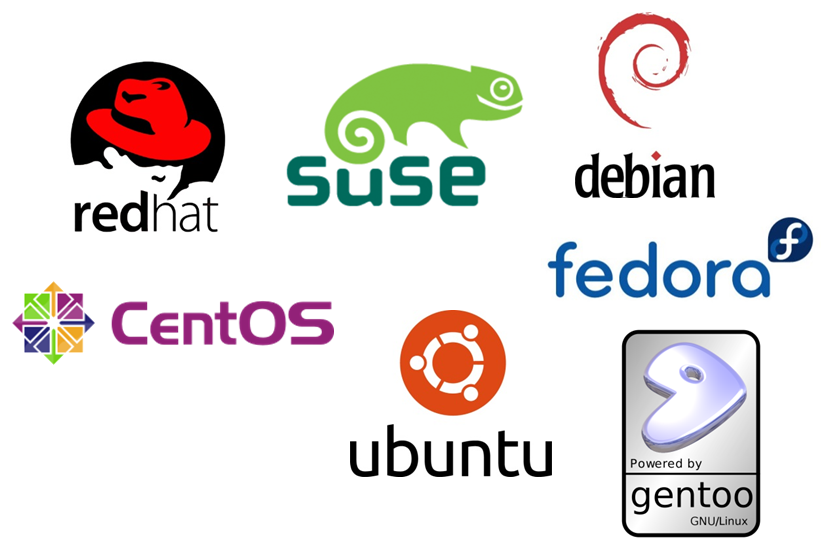 redhat
suse
debian
fedora
CentOS
ubuntu
Powered by
gentoo
GNU/Linux